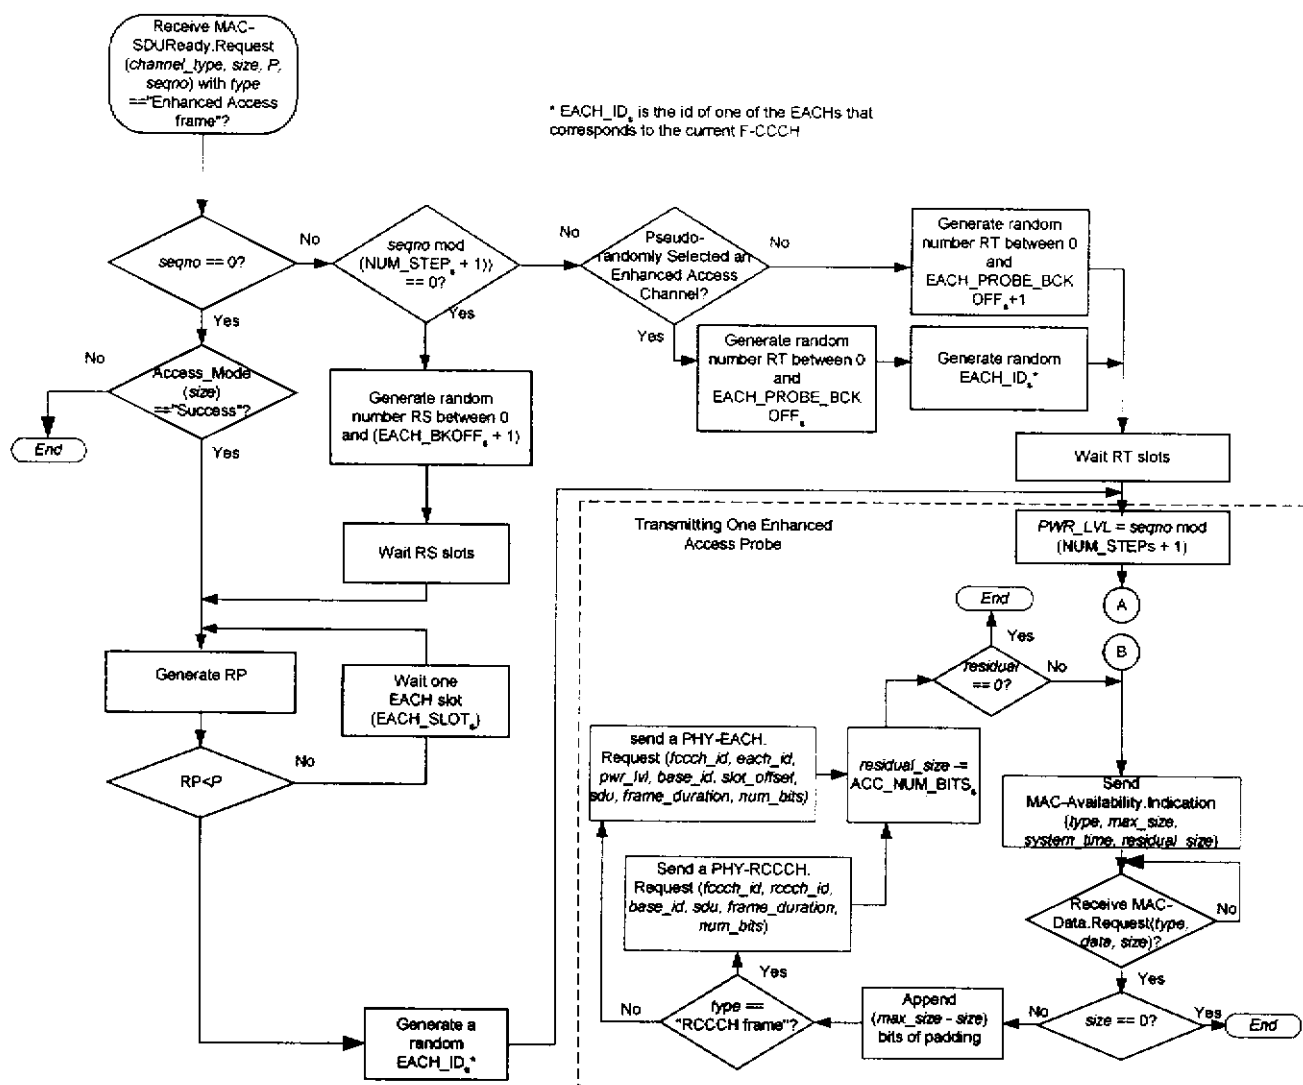 Receive MAC-
SDUReady.Request
(channel_type, size, P,
seqno) with type
=="Enhanced Access
frame"?
* EACH_IDs is the id of one of the EACHs that
corresponds to the current F-CCCH
seqno == 0?
No
Yes
seqno mod
(NUM_STEPs + 1))
== 0?
No
Yes
Pseudo-
randomly Selected an
Enhanced Access
Channel?
No
Yes
Generate random
number RT between 0
and
EACH_PROBE_BCK
OFFs+1
Generate random
number RT between 0
and
EACH_PROBE_BCK
OFFs
Generate random
EACH_IDs*
No
Access_Mode
(size)
=="Success"?
End
Yes
Generate random
number RS between 0
and (EACH_BKOFFs + 1)
Wait RS slots
Wait RT slots
Transmitting One Enhanced
Access Probe
PWR_LVL = seqno mod
(NUM_STEPs + 1)
A
B
End
Yes
residual
== 0?
No
Generate RP
Wait one
EACH slot
(EACH_SLOTs)
RP<P
No
send a PHY-EACH.
Request (fccch_id, each_id,
pwr_lvl, base_id, slot_offset,
sdu, frame_duration, num_bits)
residual_size -=
ACC_NUM_BITSs
Send
MAC-Availability.Indication
(type, max_size,
system_time, residual_size)
Send a PHY-RCCCH.
Request (fccch_id, rccch_id,
base_id, sdu, frame_duration,
num_bits)
Receive MAC-
Data.Request(type,
data, size)?
No
Yes
Yes
No
type ==
"RCCCH frame"?
Append
(max_size - size)
bits of padding
No
size == 0?
Yes
End
Generate a
random
EACH_IDs*